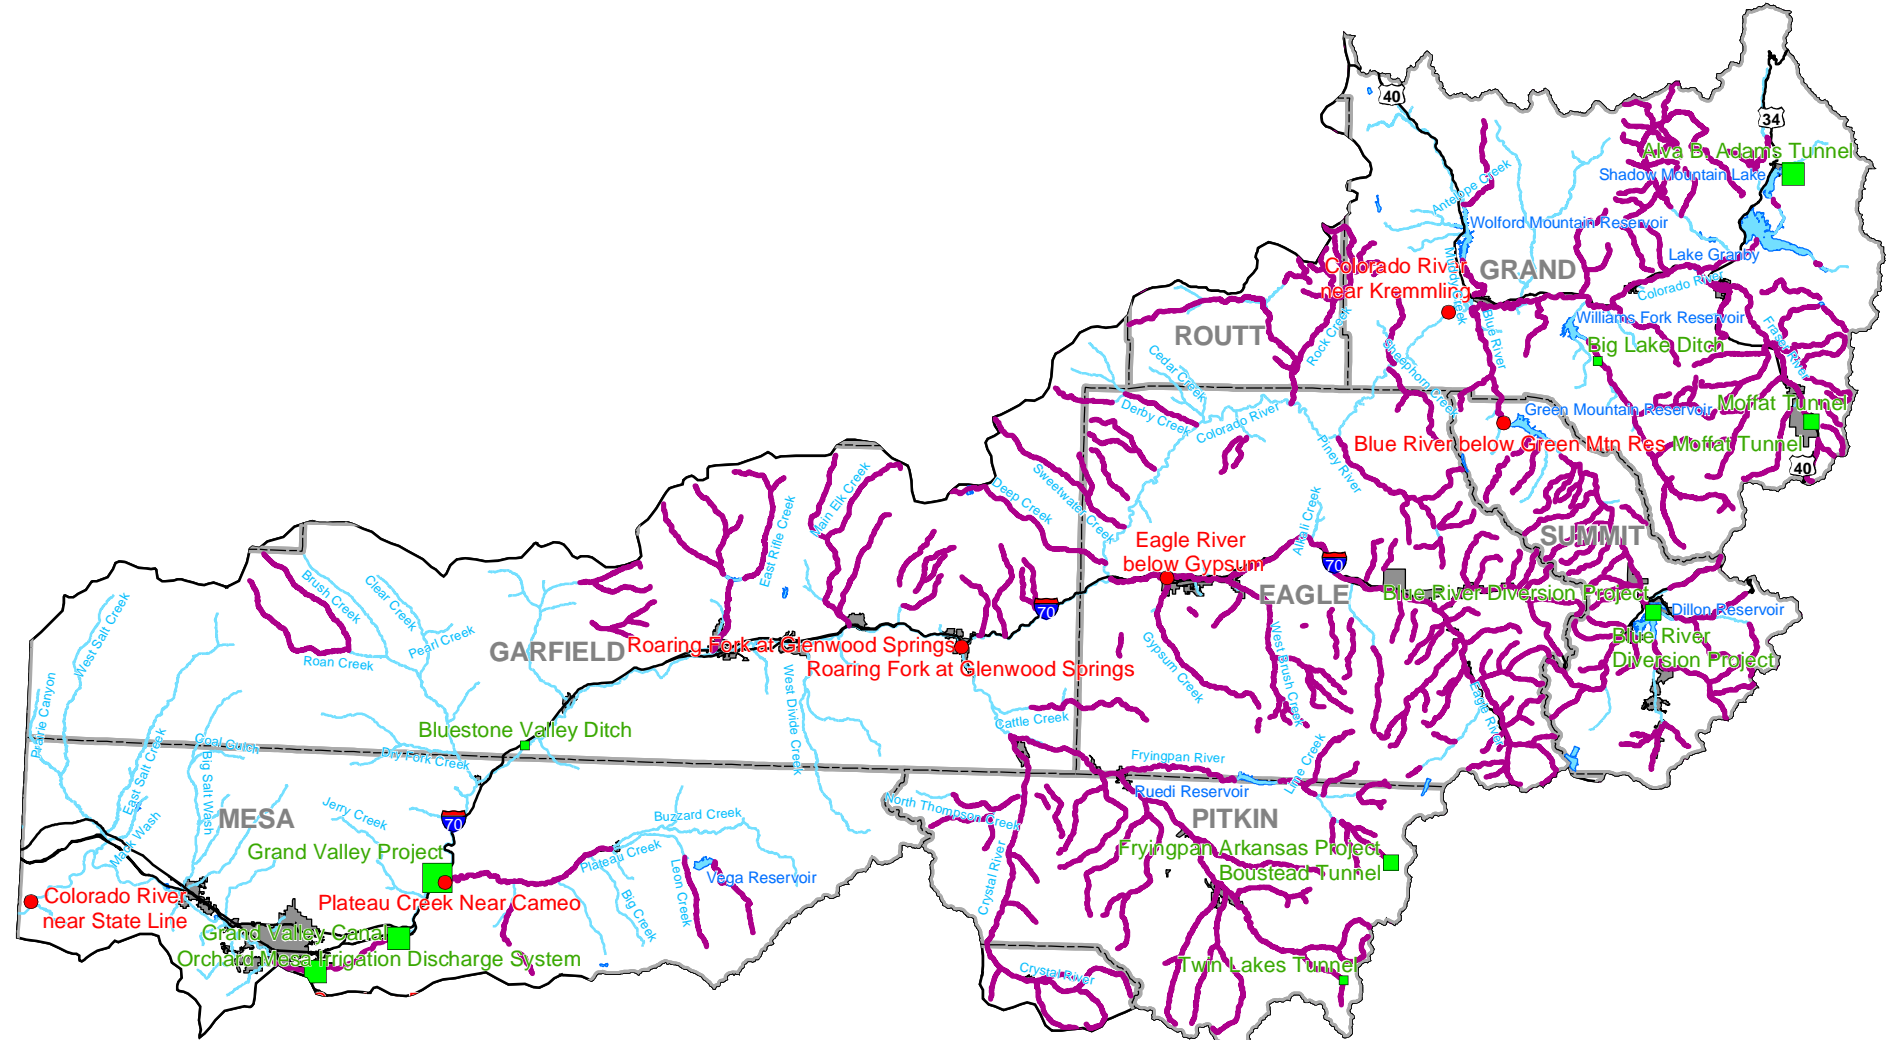 40
34
Alva B. Adams Tunnel
Shadow Mountain Lake
Antelope Creek
Wolford Mountain Reservoir
Lake Granby
Colorado River
near Kremmling
GRAND
Muddy Creek
Colorado River
Williams Fork Reservoir
Big Lake Ditch
Fraser River
Blue River
Rock Creek
ROUTT
Sheephorn Creek
Cedar Creek
Derby Creek
Colorado River
Green Mountain Reservoir
Moffat Tunnel
Blue River below Green Mtn Res
Moffat Tunnel
40
Piney River
Sweetwater Creek
Deep Creek
Main Elk Creek
East Rifle Creek
Alkali Creek
SUMMIT
Eagle River
below Gypsum
70
EAGLE
Blue River Diversion Project
Dillon Reservoir
Blue River
Diversion Project
70
Brush Creek
Clear Creek
Pearl Creek
Roan Creek
West Salt Creek
GARFIELD
Roaring Fork at Glenwood Springs
Roaring Fork at Glenwood Springs
Gypsum Creek
West Brush Creek
Eagle River
Prairie Canyon
Bluestone Valley Ditch
West Divide Creek
Cattle Creek
Coal Gulch
Dry Fork Creek
East Salt Creek
Big Salt Wash
Fryingpan River
Lime Creek
Ruedi Reservoir
Mack Wash
MESA
Jerry Creek
70
Buzzard Creek
North Thompson Creek
PITKIN
Grand Valley Project
Plateau Creek
Fryingpan Arkansas Project
Boustead Tunnel
Leon Creek
Vega Reservoir
Crystal River
Colorado River
near State Line
Plateau Creek Near Cameo
Big Creek
Grand Valley Canal
Orchard Mesa Irrigation Discharge System
Twin Lakes Tunnel
Crystal River